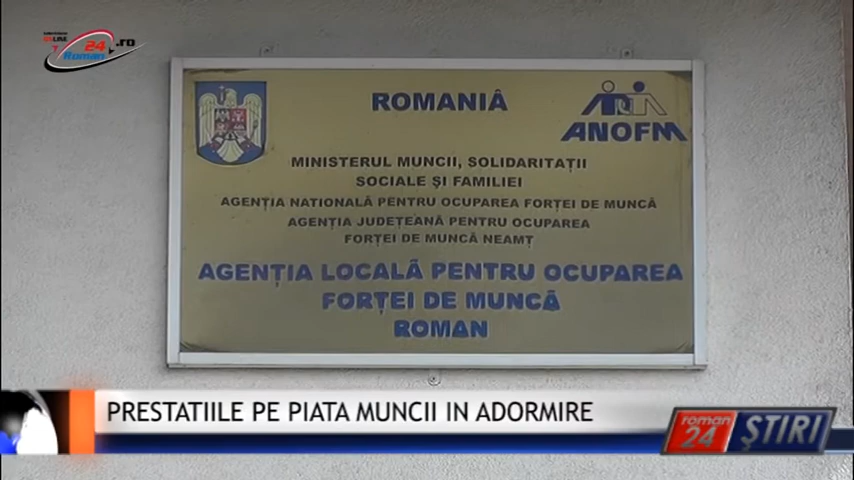 24.ro
Roman
ROMANIÂ
ANOFM
MINISTERUL MUNCII, SOLIDARITAȚII
SOCIALE ȘI FAMILIEI
AGENȚIA NATIONALĂ PENTRU OCUPAREA FORȚEI DE MUNCĂ
AGENȚIA JUDEȚEANĂ PENTRU OCUPAREA
FORȚEI DE MUNCĂ NEAMȚ
AGENȚIA LOCALĂ PENTRU OCUPAREA
FORȚEI DE MUNCĂ
ROMAN
PRESTATIILE PE PIATA MUNCII IN ADORMIRE
roman
24 ȘTIRI